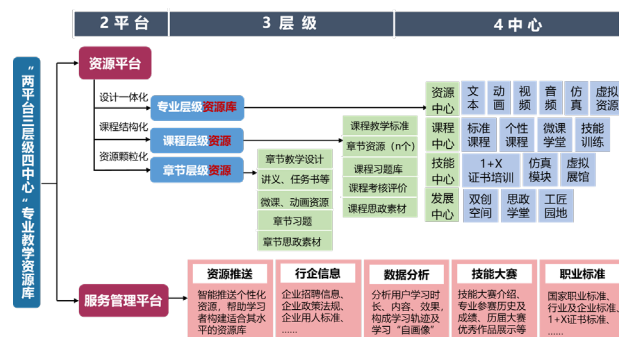 2平台
3层级
4中心
“两平台三层级四中心”专业教学资源库
资源平台
设计一体化
课程结构化
资源颗粒化
专业层级资源库
课程层级资源
章节层级资源
章节教学设计
讲义、任务书等
微课、动画资源
章节习题
章节思政素材
课程教学标准
章节资源（n个）
课程习题库
课程考核评价
课程思政素材
资源
中心
文
本
动
画
视
频
音
频
仿
真
虚拟
资源
课程
中心
标准
课程
个性
课程
微课
学堂
技能
训练
技能
中心
1+X
证书培训
仿真
模块
虚拟
展馆
发展
中心
双创
空间
思政
学堂
工匠
园地
服务管理平台
资源推送
智能推送个性化
资源，帮助学习
者构建适合其水
平的资源库
行企信息
企业招聘信息、
企业政策法规、
企业用人标准、
……
数据分析
分析用户学习时
长、内容、效果，
构成学习轨迹及
学习“自画像”
技能大赛
技能大赛介绍、
专业参赛历史及
成绩、历届大赛
优秀作品展示等
职业标准
国家职业标准、
行业及企业标准、
1+X证书标准、
……